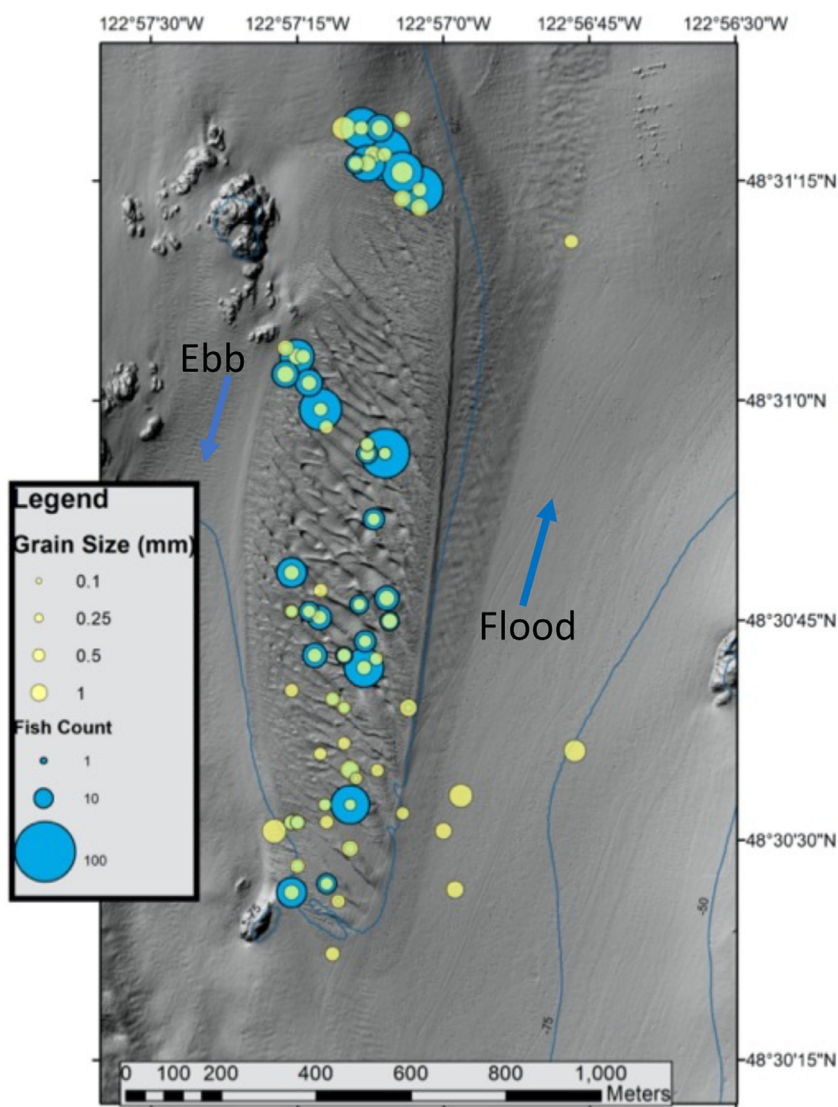 122°57'30"W 122°57'15"W 122°57'0"W 122°56'45"W 122°56'30"W
-75
48°31'15"N
48°31'0"N
Ebb
Legend
Grain Size (mm)
0.1
0.25
0.5
1
Fish Count
1
10
100
Flood
48°30'45"N
48°30'30"N
-75
-50
-75
48°30'15"N
0 100 200 400 600 800 1,000
Meters